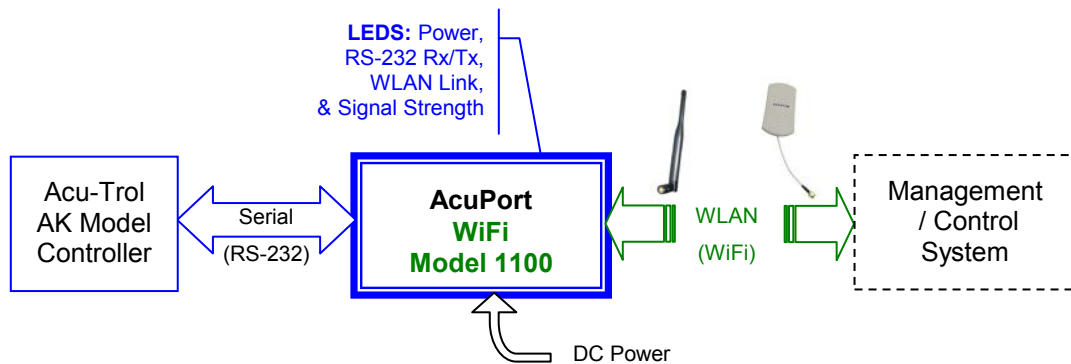 LEDS: Power,
RS-232 Rx/Tx
WLAN Link,
& Signal Strength
Acu-Trol
AK Model
Controller
Serial
(RS-232)
AcuPort
WiFi
Model 1100
WLAN
(WiFi)
Management
/ Control
System
DC Power